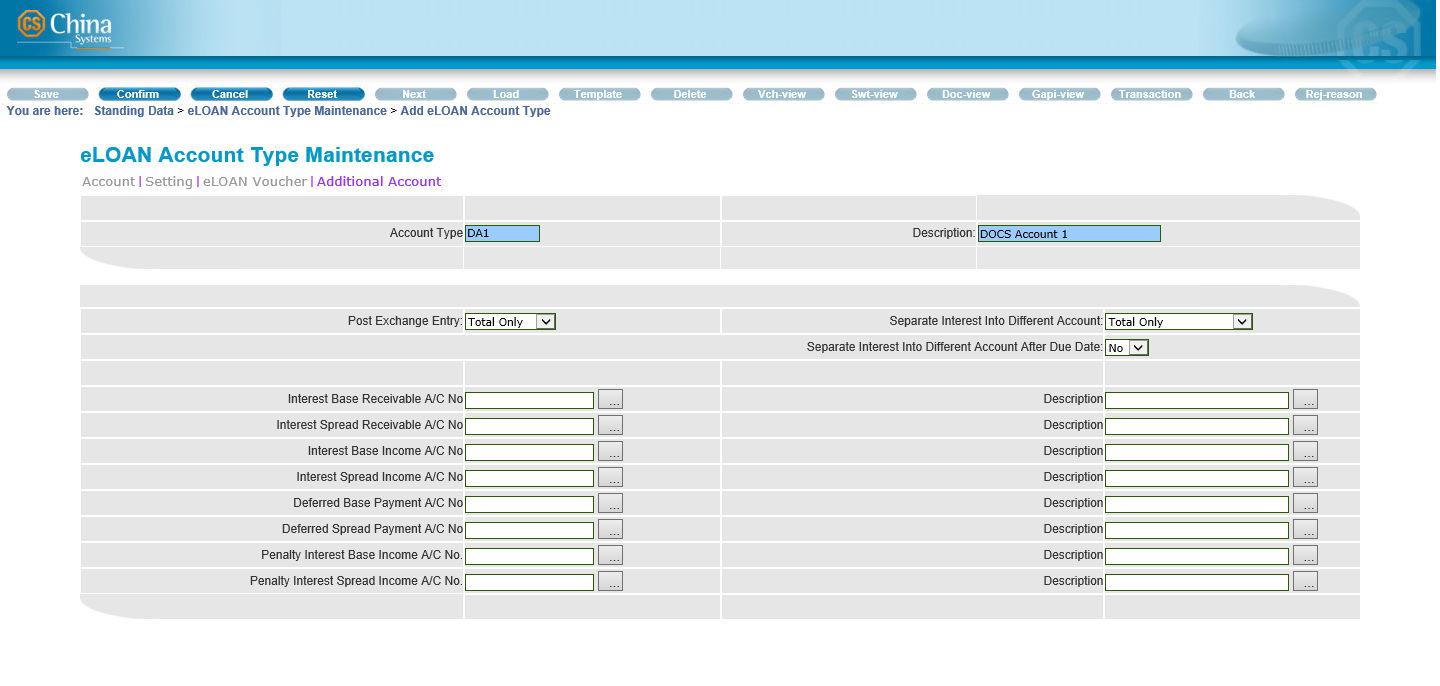 CS China
Systems
CS
Save Confirm Cancel Reset Next Load Template Delete Vch-view Swt-view Doc-view Gapi-view Transaction Back Rej-reason
You are here: Standing Data > eLOAN Account Type Maintenance > Add eLOAN Account Type
eLOAN Account Type Maintenance
Account | Setting | eLOAN Voucher | Additional Account
Account Type DA1 Description: DOCS Account 1
Post Exchange Entry: Total Only Separate Interest Into Different Account: Total Only
Separate Interest Into Different Account After Due Date: No
Interest Base Receivable A/C No ... Description ...
Interest Spread Receivable A/C No ... Description ...
Interest Base Income A/C No ... Description ...
Interest Spread Income A/C No ... Description ...
Deferred Base Payment A/C No ... Description ...
Deferred Spread Payment A/C No ... Description ...
Penalty Interest Base Income A/C No. ... Description ...
Penalty Interest Spread Income A/C No. ... Description ...